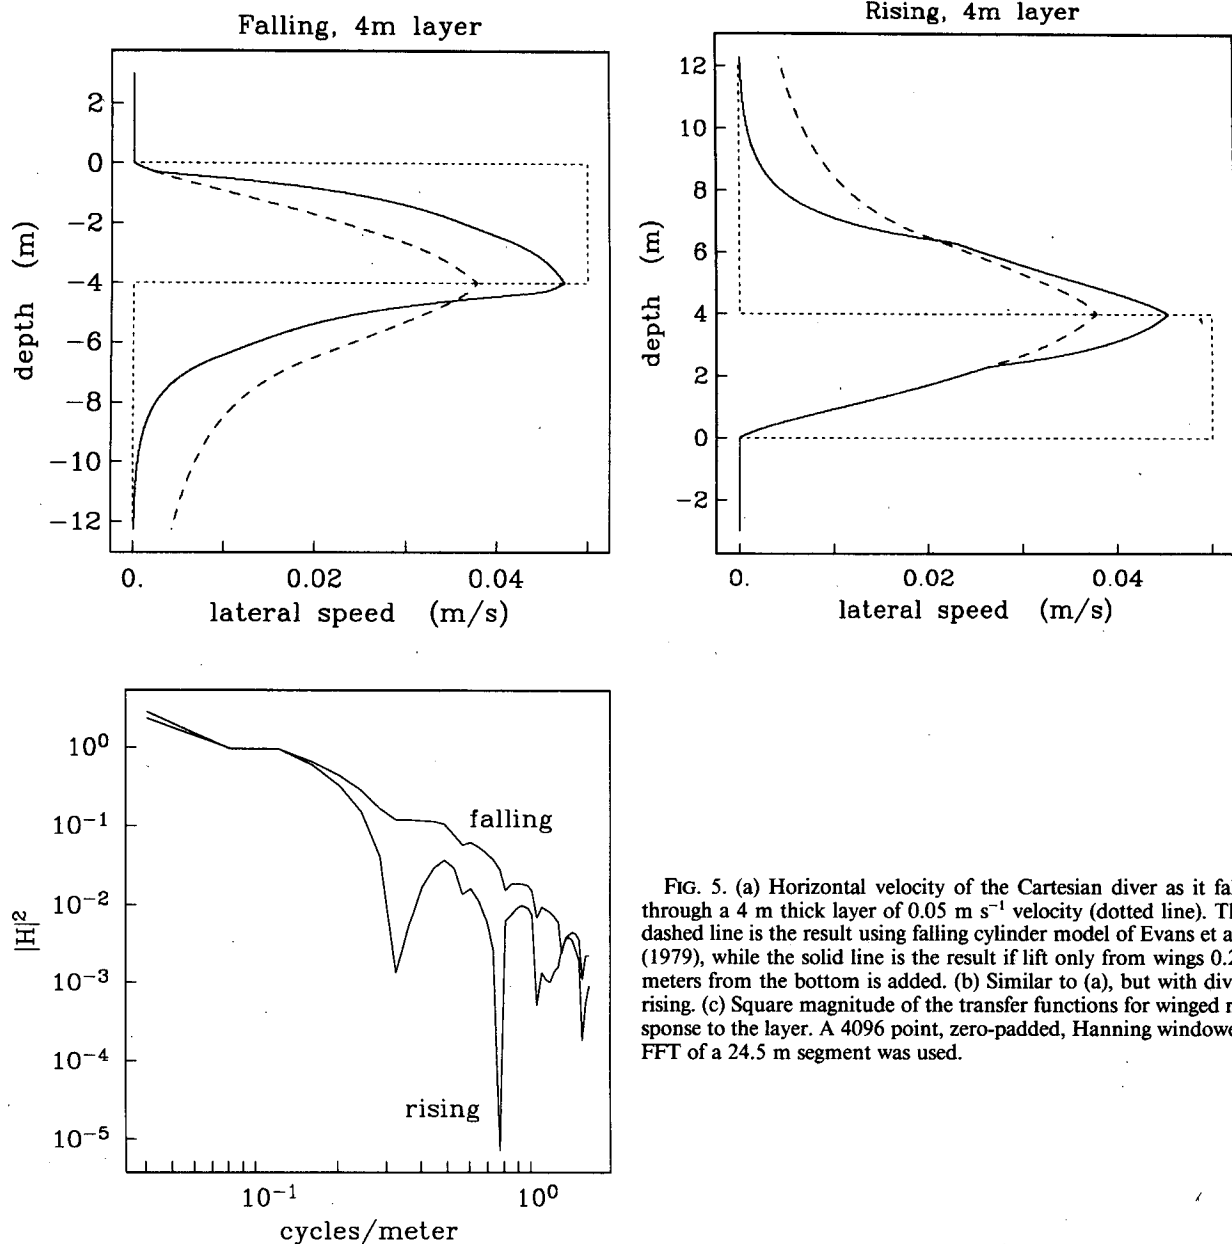 Falling, 4m layer
2
0
−2
−4
−6
−8
−10
−12
depth (m)
0.
0.02
0.04
lateral speed (m/s)
Rising, 4m layer
12
10
8
6
4
2
0
−2
depth (m)
0.
0.02
0.04
lateral speed (m/s)
10⁰
10⁻¹
10⁻²
10⁻³
10⁻⁴
10⁻⁵
|H|²
falling
rising
10⁻¹
10⁰
cycles/meter
FIG. 5. (a) Horizontal velocity of the Cartesian diver as it fal
through a 4 m thick layer of 0.05 m s⁻¹ velocity (dotted line). Th
dashed line is the result using falling cylinder model of Evans et a
(1979), while the solid line is the result if lift only from wings 0.2
meters from the bottom is added. (b) Similar to (a), but with div
rising. (c) Square magnitude of the transfer functions for winged r
sponse to the layer. A 4096 point, zero-padded, Hanning windowe
FFT of a 24.5 m segment was used.